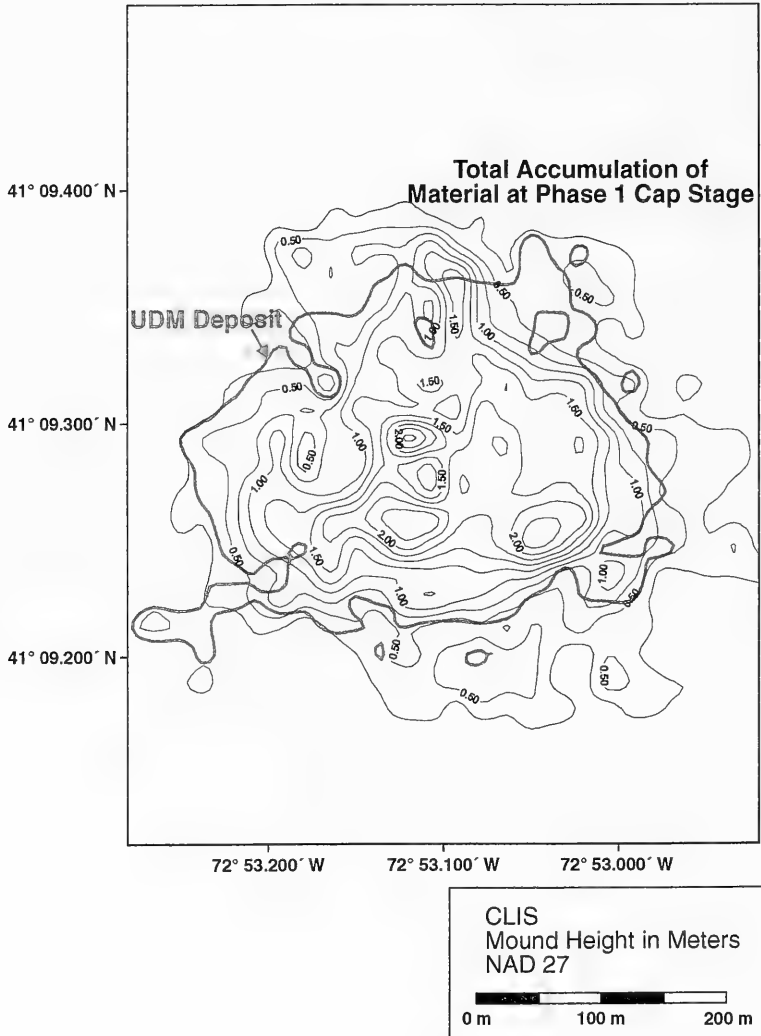 Total Accumulation of
Material at Phase 1 Cap Stage
41° 09.400´ N
0.50
0.50
0.50
UDM Deposit
1.00
1.50
1.00
0.50
1.50
1.50
0.50
41° 09.300´ N
2.00
1.50
0.50
1.00
1.50
1.00
1.00
2.00
2.00
0.50
1.50
1.00
1.00
0.50
41° 09.200´ N
0.50
0.50
0.50
72° 53.200´ W
72° 53.100´ W
72° 53.000´ W
CLIS
Mound Height in Meters
NAD 27
0 m
100 m
200 m